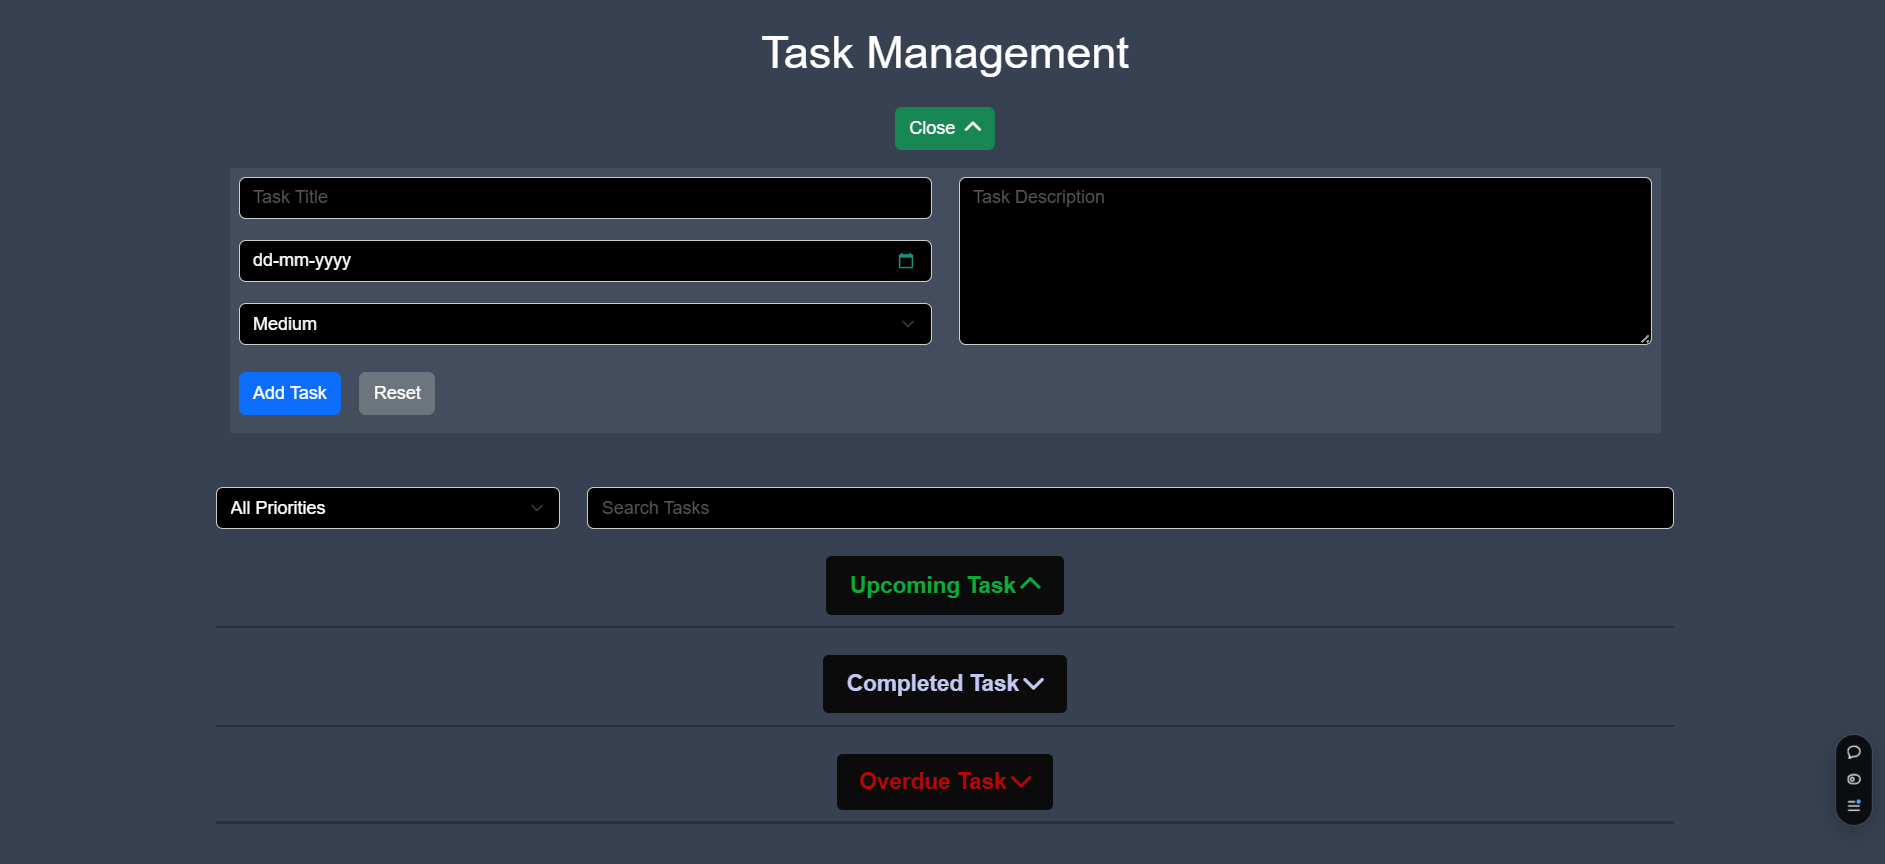 Task Management
Close
Task Title
Task Description
dd-mm-yyyy
Medium
Add Task
Reset
All Priorities
Search Tasks
Upcoming Task
Completed Task
Overdue Task